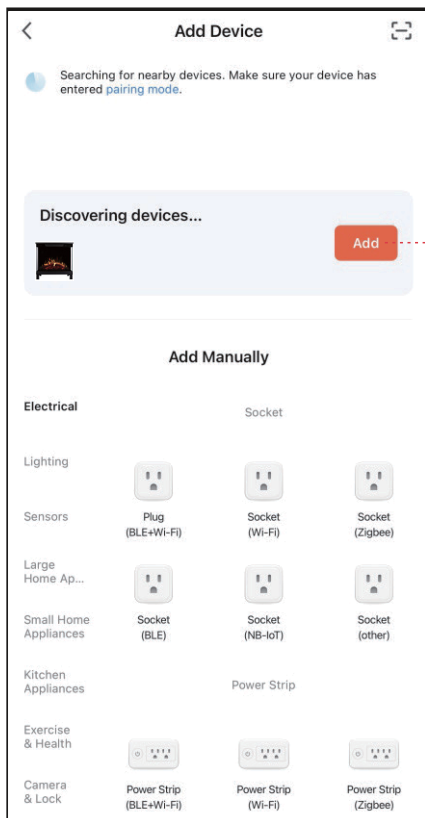 Add Device
Searching for nearby devices. Make sure your device has
entered pairing mode.
Discovering devices...
Add
Add Manually
Electrical
Socket
Lighting
Sensors
Plug
(BLE+Wi-Fi)
Socket
(Wi-Fi)
Socket
(Zigbee)
Large
Home Ap...
Small Home
Appliances
Socket
(BLE)
Socket
(NB-IoT)
Socket
(other)
Kitchen
Appliances
Power Strip
Exercise
& Health
Camera
& Lock
Power Strip
(BLE+Wi-Fi)
Power Strip
(Wi-Fi)
Power Strip
(Zigbee)